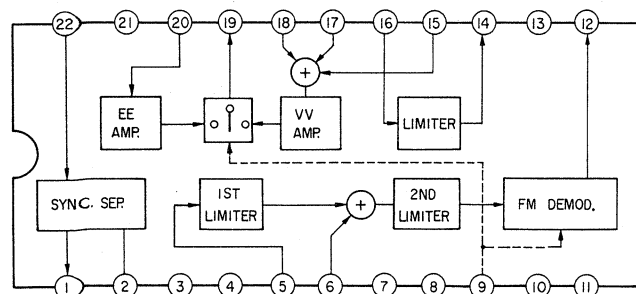 22 21 20 19 18 17 16 15 14 13 12
+
EE AMP.
VV AMP.
LIMITER
SYNC. SEP.
1ST LIMITER
+
2ND LIMITER
FM DEMOD.
1 2 3 4 5 6 7 8 9 10 11